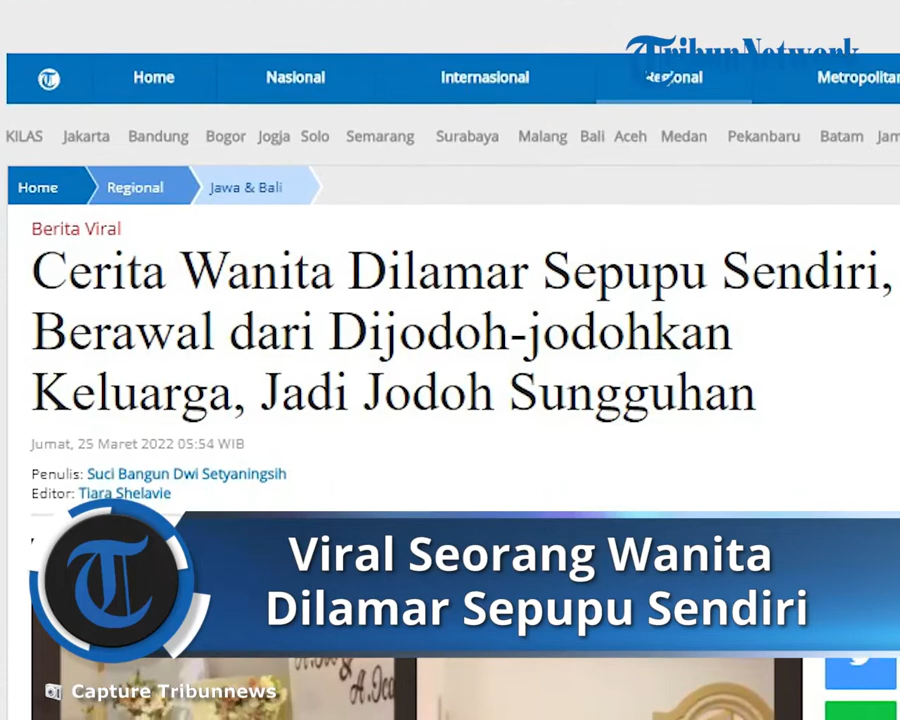 TribunNetwork
Home Nasional Internasional Regional Metropolitan
KILAS Jakarta Bandung Bogor Jogja Solo Semarang Surabaya Malang Bali Aceh Medan Pekanbaru Batam Jam
Home Regional Jawa & Bali
Berita Viral
Cerita Wanita Dilamar Sepupu Sendiri,
Berawal dari Dijodoh-jodohkan
Keluarga, Jadi Jodoh Sungguhan
Jumat, 25 Maret 2022 05:54 WIB
Penulis: Suci Bangun Dwi Setyaningsih
Editor: Tiara Shelavie
Viral Seorang Wanita
Dilamar Sepupu Sendiri
Capture Tribunnews